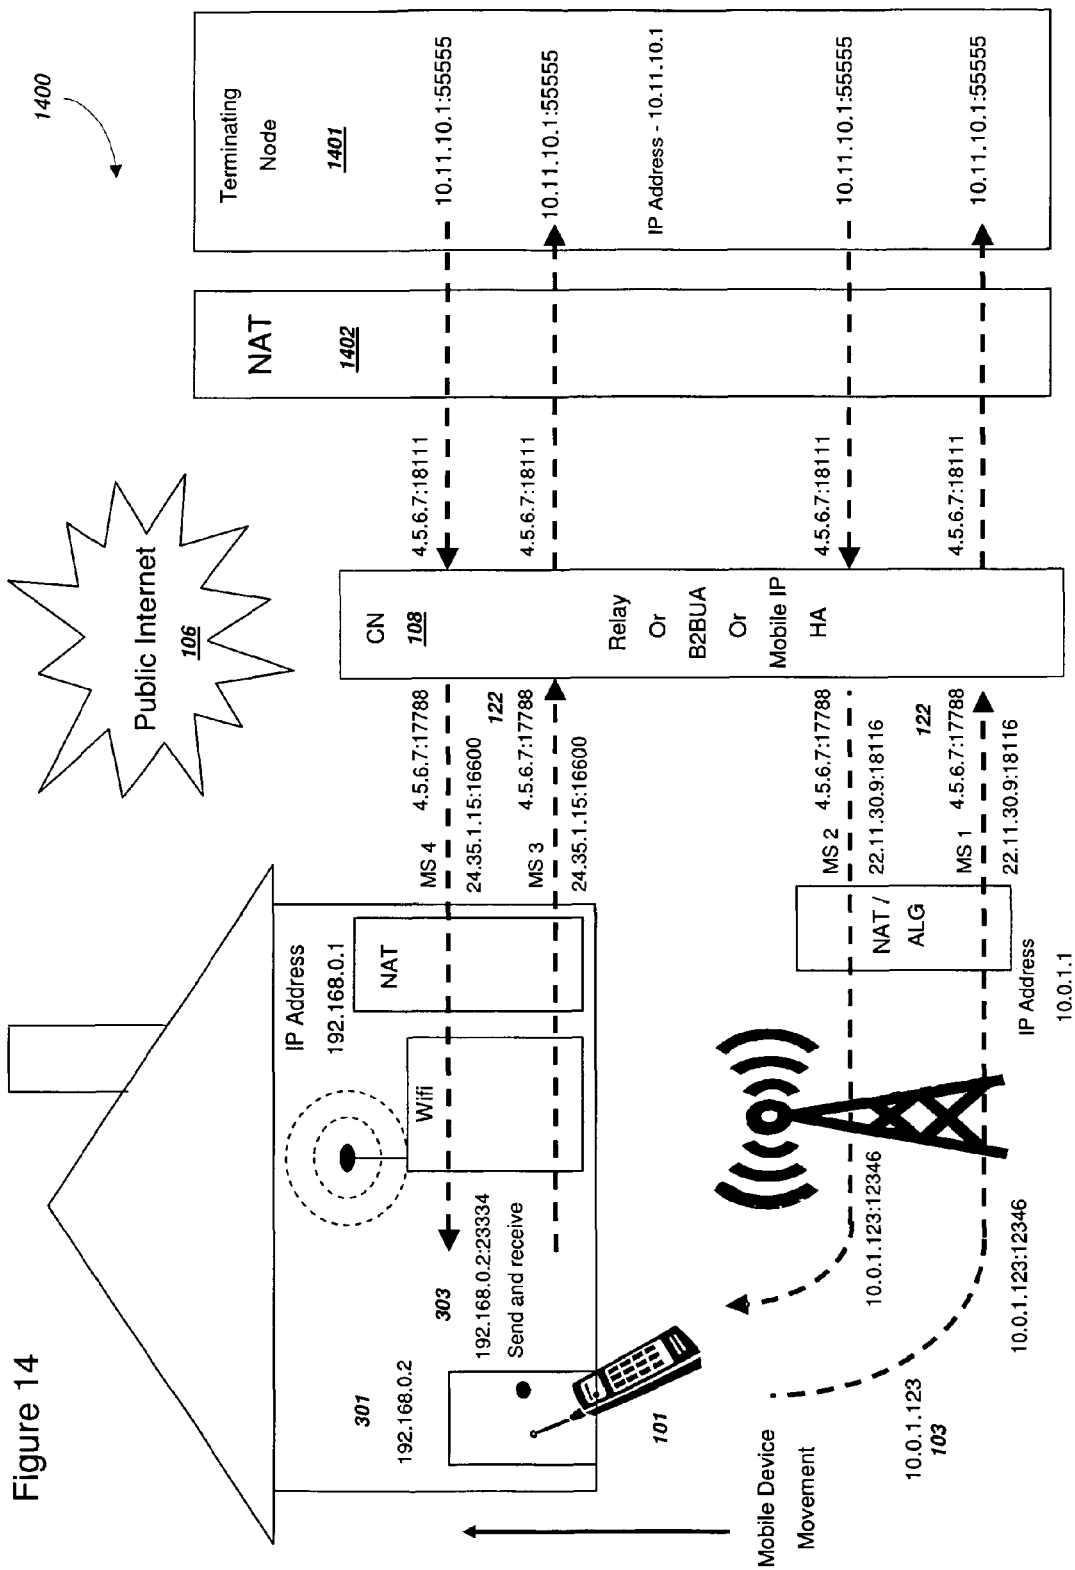 Figure 14
1400
Public Internet
106
IP Address
192.168.0.1
NAT
Wifi
301
192.168.0.2
303
192.168.0.2:23334
Send and receive
101
MS 4
4.5.6.7:17788
24.35.1.15:16600
122
MS 3
4.5.6.7:17788
24.35.1.15:16600
CN
108
Relay
Or
B2BUA
Or
Mobile IP
HA
4.5.6.7:18111
4.5.6.7:18111
4.5.6.7:18111
4.5.6.7:18111
NAT
1402
Terminating
Node
1401
10.11.10.1:55555
10.11.10.1:55555
IP Address - 10.11.10.1
10.11.10.1:55555
10.11.10.1:55555
Mobile Device
Movement
10.0.1.123
103
10.0.1.123:12346
10.0.1.123:12346
NAT /
ALG
IP Address
10.0.1.1
MS 2
4.5.6.7:17788
22.11.30.9:18116
122
MS 1
4.5.6.7:17788
22.11.30.9:18116